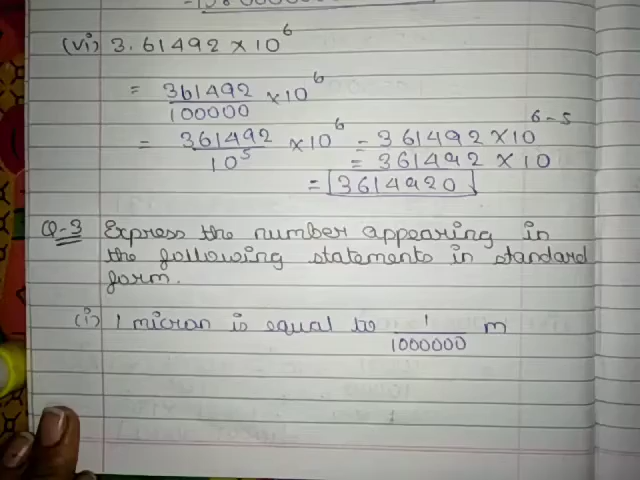 (vi) 3.61492 × 10⁶
= 361492/100000 × 10⁶
= 361492/10⁵ × 10⁶ = 361492 × 10⁶⁻⁵
= 361492 × 10
= 3614920
Q-3 Express the number appearing in
the following statements in standard
form.
(i) 1 micron is equal to 1/1000000 m